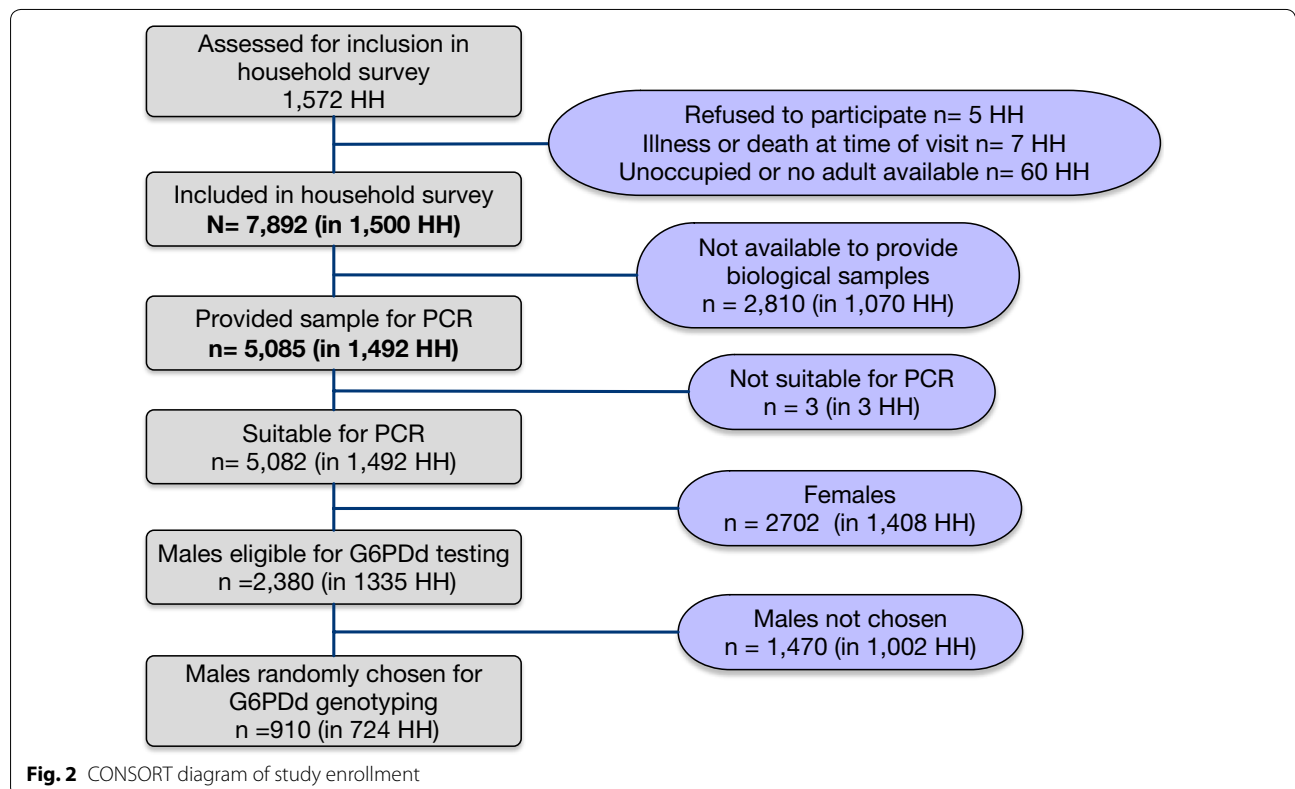 Assessed for inclusion in
household survey
1,572 HH
Refused to participate n= 5 HH
Illness or death at time of visit n= 7 HH
Unoccupied or no adult available n= 60 HH
Included in household survey
N= 7,892 (in 1,500 HH)
Not available to provide
biological samples
n = 2,810 (in 1,070 HH)
Provided sample for PCR
n= 5,085 (in 1,492 HH)
Not suitable for PCR
n = 3 (in 3 HH)
Suitable for PCR
n= 5,082 (in 1,492 HH)
Females
n = 2702 (in 1,408 HH)
Males eligible for G6PDd testing
n =2,380 (in 1335 HH)
Males not chosen
n = 1,470 (in 1,002 HH)
Males randomly chosen for
G6PDd genotyping
n =910 (in 724 HH)
Fig. 2 CONSORT diagram of study enrollment